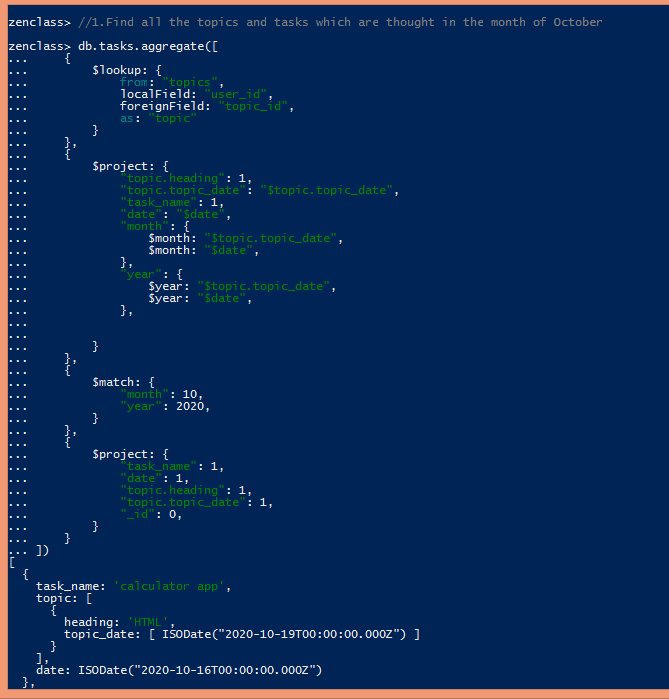 zenclass> //1.Find all the topics and tasks which are thought in the month of October
zenclass> db.tasks.aggregate([
...     {
...         $lookup: {
...             from: "topics",
...             localField: "user_id",
...             foreignField: "topic_id",
...             as: "topic"
...         }
...     },
...     {
...         $project: {
...             "topic.heading": 1,
...             "topic.topic_date": "$topic.topic_date",
...             "task_name": 1,
...             "date": "$date",
...             "month": {
...                 $month: "$topic.topic_date",
...                 $month: "$date",
...             },
...             "year": {
...                 $year: "$topic.topic_date",
...                 $year: "$date",
...             },
...
...
...         }
...     },
...     {
...         $match: {
...             "month": 10,
...             "year": 2020,
...         }
...     },
...     {
...         $project: {
...             "task_name": 1,
...             "date": 1,
...             "topic.heading": 1,
...             "topic.topic_date": 1,
...             "_id": 0,
...         }
...     }
... ])
[
  {
    task_name: 'calculator app',
    topic: [
      {
        heading: 'HTML',
        topic_date: [ ISODate("2020-10-19T00:00:00.000Z") ]
      }
    ],
    date: ISODate("2020-10-16T00:00:00.000Z")
  },